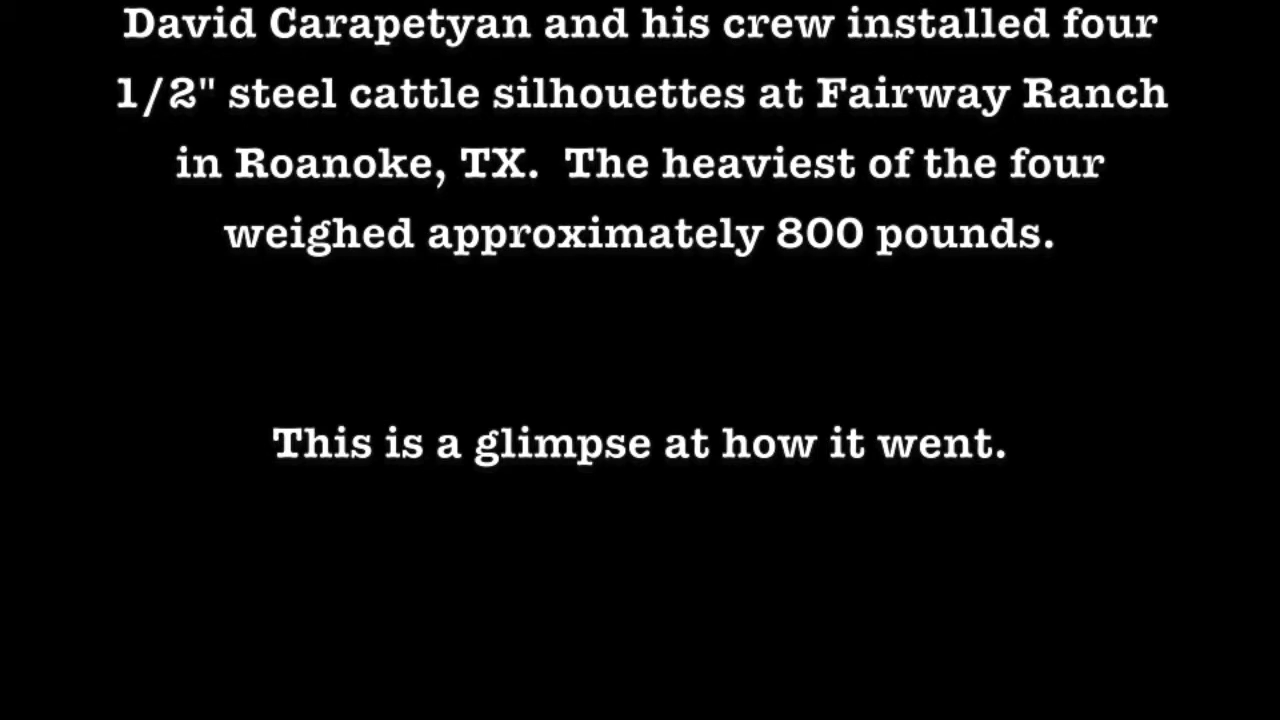 David Carapetyan and his crew installed four
1/2" steel cattle silhouettes at Fairway Ranch
in Roanoke, TX.  The heaviest of the four
weighed approximately 800 pounds.
This is a glimpse at how it went.